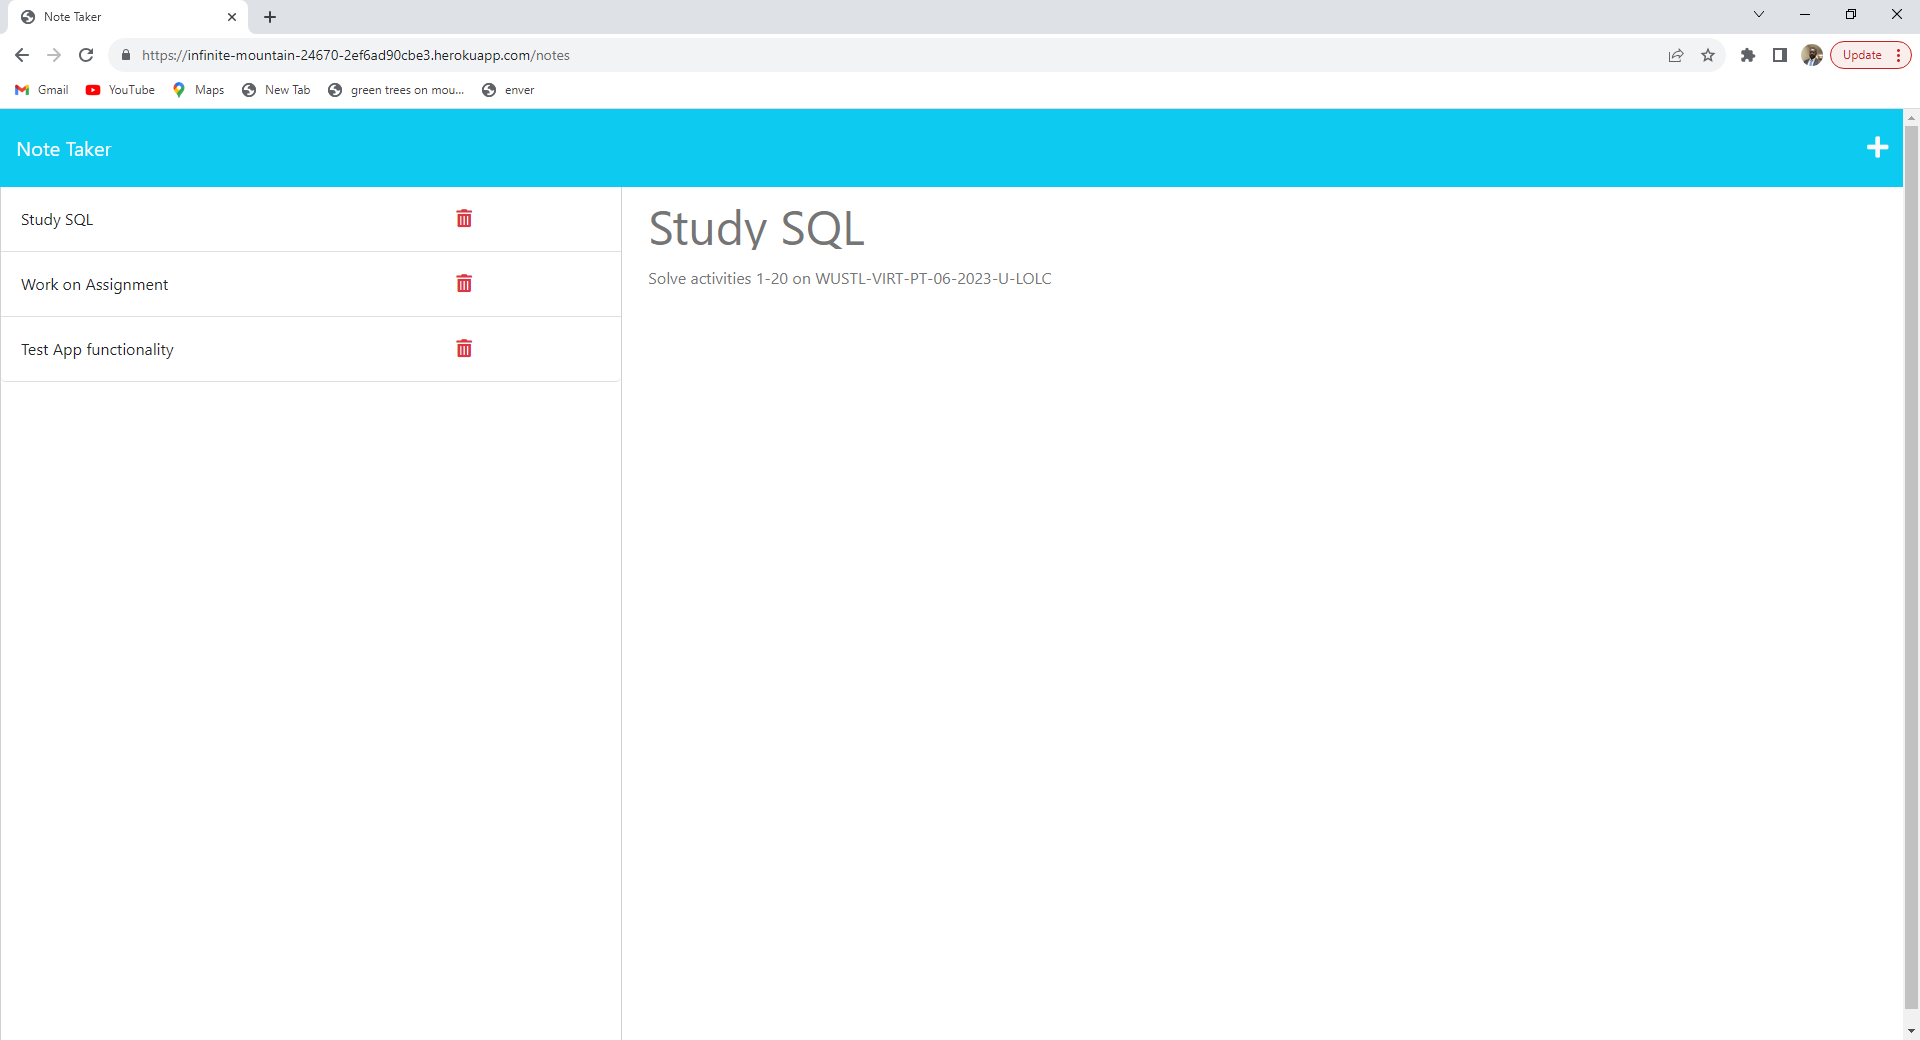 Note Taker
https://infinite-mountain-24670-2ef6ad90cbe3.herokuapp.com/notes
Update
Gmail YouTube Maps New Tab green trees on mou... enver
Note Taker
Study SQL
Work on Assignment
Test App functionality
Study SQL
Solve activities 1-20 on WUSTL-VIRT-PT-06-2023-U-LOLC